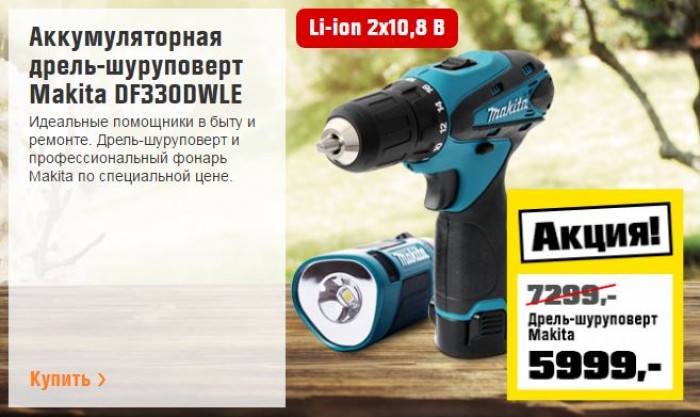 Аккумуляторная
дрель-шуруповерт
Makita DF330DWLE
Идеальные помощники в быту и
ремонте. Дрель-шуруповерт и
профессиональный фонарь
Makita по специальной цене.
Купить >
Li-ion 2x10,8 В
Makita
Makita
Акция!
7299,-
Дрель-шуруповерт
Makita
5999,-